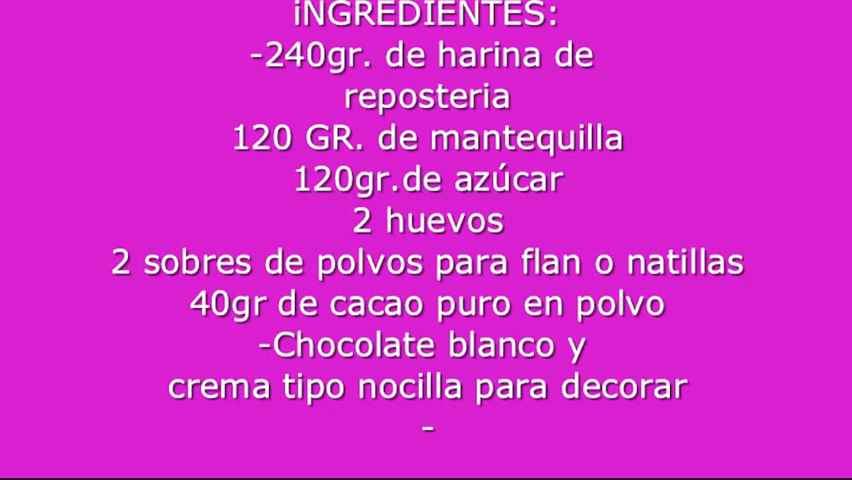 iNGREDIENTES:
-240gr. de harina de
reposteria
120 GR. de mantequilla
120gr.de azúcar
2 huevos
2 sobres de polvos para flan o natillas
40gr de cacao puro en polvo
-Chocolate blanco y
crema tipo nocilla para decorar
-